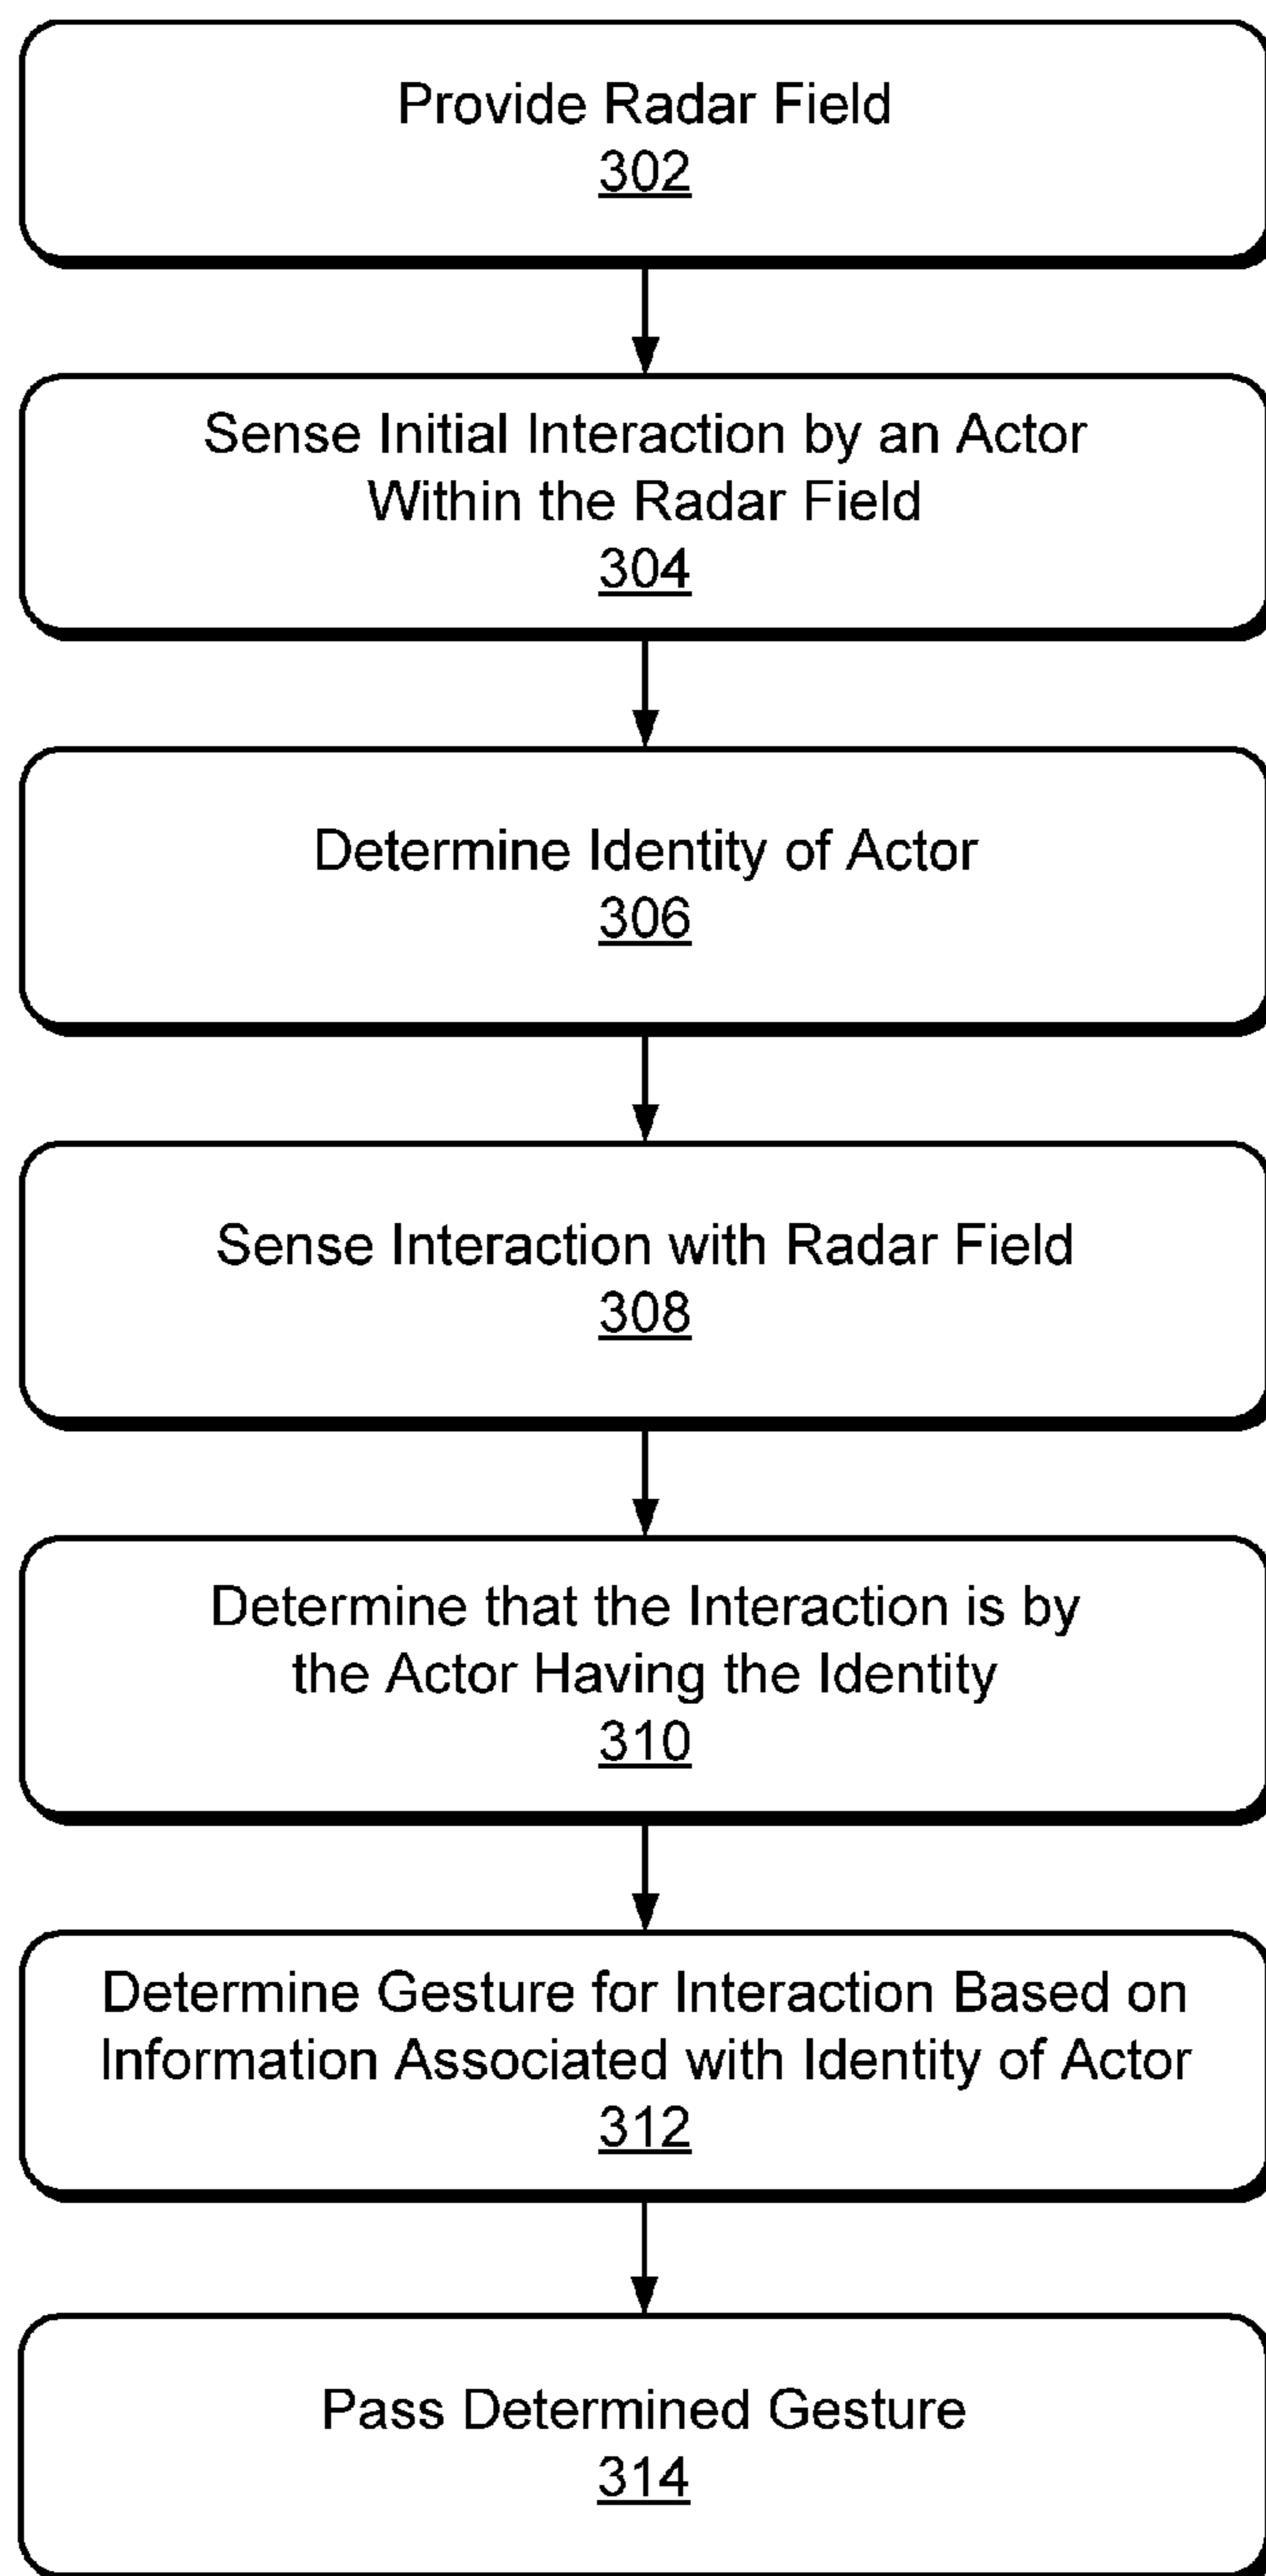 Provide Radar Field
302
Sense Initial Interaction by an Actor
Within the Radar Field
304
Determine Identity of Actor
306
Sense Interaction with Radar Field
308
Determine that the Interaction is by
the Actor Having the Identity
310
Determine Gesture for Interaction Based on
Information Associated with Identity of Actor
312
Pass Determined Gesture
314